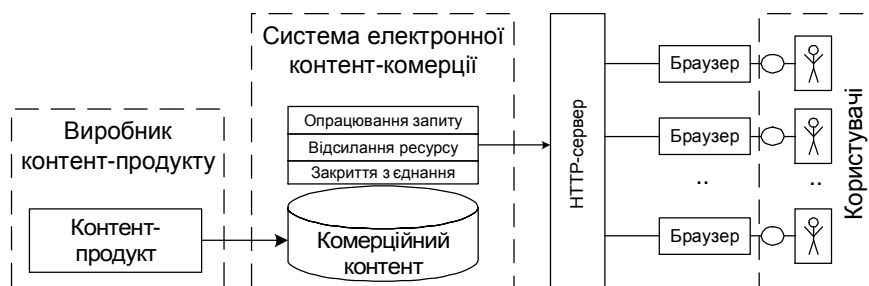 Виробник
контент-продукту
Контент-
продукт
Система електронної
контент-комерції
Опрацювання запиту
Відсилання ресурсу
Закриття з єднання
Комерційний
контент
HTTP-сервер
Браузер
Браузер
..
Браузер
..
Користувачі